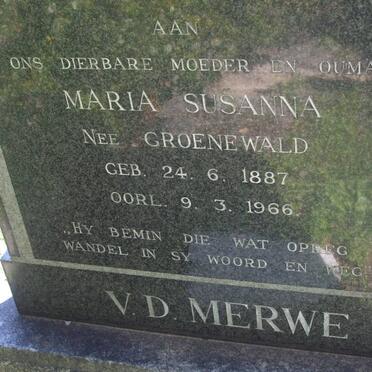 AAN
ONS DIERBARE MOEDER EN OUMA
MARIA SUSANNA
NEE GROENEWALD
GEB. 24. 6. 1887
OORL. 9. 3. 1966
„HY BEMIN DIE WAT OPREG
WANDEL IN SY WOORD EN WEG
V.D. MERWE